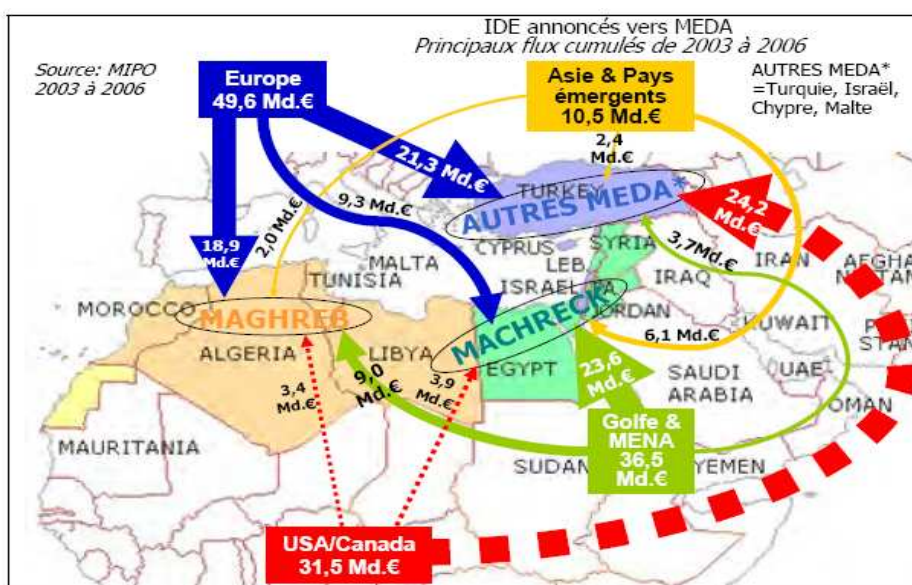 IDE annoncés vers MEDA
Principaux flux cumulés de 2003 à 2006
Source: MIPO
2003 à 2006
Europe
49,6 Md.€
Asie & Pays
émergents
10,5 Md.€
AUTRES MEDA*
=Turquie, Israël,
Chypre, Malte
2,4
Md.€
21,3 Md.€
TURKEY
AUTRES MEDA*
24,2
Md.€
9,3 Md.€
2,0 Md.€
18,9
Md.€
CYPRUS
SYRIA
3,7Md.€
IRAN
MALTA
LEB.
IRAQ
TUNISIA
ISRAEL
MOROCCO
MAGHREB
MACHRECK
JORDAN
KUWAIT
6,1 Md.€
ALGERIA
LIBYA
EGYPT
23,6
Md.€
SAUDI
ARABIA
UAE
OMAN
3,4
Md.€
9,0
Md.€
3,9
Md.€
Golfe &
MENA
36,5
Md.€
MAURITANIA
SUDAN
YEMEN
USA/Canada
31,5 Md.€